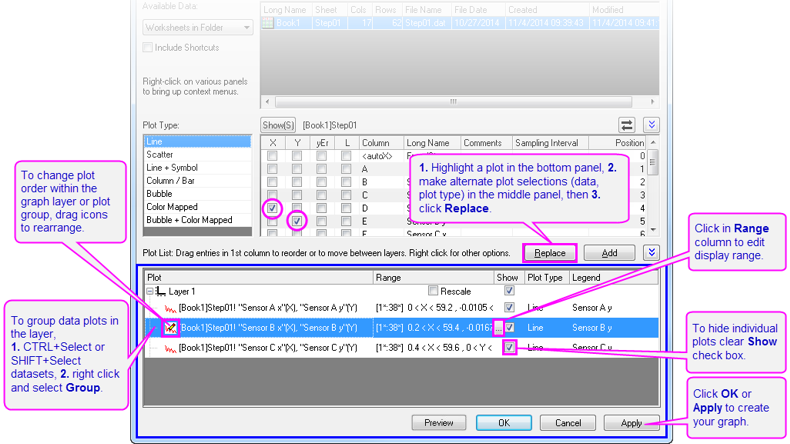 Available Data:
Worksheets in Folder
Include Shortcuts
Right-click on various panels
to bring up context menus.
Long Name Sheet Cols Rows File Name File Date Created Modified
Book1 Step01 17 62 Step01.dat 10/27/2014 11/4/2014 09:39:43 11/4/2014 09:41
Plot Type:
Line
Scatter
Line + Symbol
Column / Bar
Bubble
Color Mapped
Bubble + Color Mapped
Show(S) [Book1]Step01
X Y yEr L Column Long Name Comments Sampling Interval Position
<autoX> 0
A 1
B 2
C 3
D 4
E 5
Sensor C x 6
1. Highlight a plot in the bottom panel, 2.
make alternate plot selections (data,
plot type) in the middle panel, then 3.
click Replace.
To change plot
order within the
graph layer or plot
group, drag icons
to rearrange.
Plot List: Drag entries in 1st column to reorder or to move between layers. Right click for other options.
Replace Add
Click in Range
column to edit
display range.
Plot Range Show Plot Type Legend
Layer 1 Rescale
[Book1]Step01! "Sensor A x"(X), "Sensor A y"(Y) [1*:38*] 0 < X < 59.2 , -0.0105 < Line Sensor A y
[Book1]Step01! "Sensor B x"(X), "Sensor B y"(Y) [1*:38*] 0.2 < X < 59.4 , -0.0167 ... Line Sensor B y
[Book1]Step01! "Sensor C x"(X), "Sensor C y"(Y) [1*:38*] 0.4 < X < 59.6 , 0 < Y < Line Sensor C y
To group data plots in
the layer,
1. CTRL+Select or
SHIFT+Select
datasets, 2. right click
and select Group.
To hide individual
plots clear Show
check box.
Click OK or
Apply to create
your graph.
Preview OK Cancel Apply